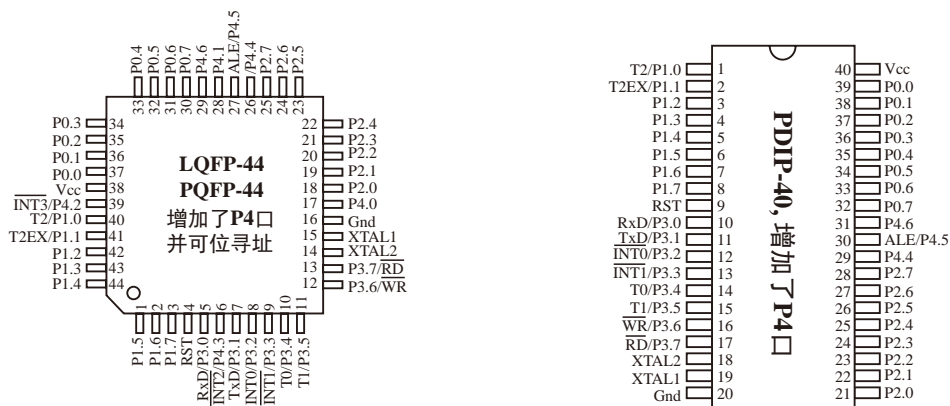 P0.4
P0.5
P0.6
P0.7
P4.6
P4.1
ALE/P4.5
/P4.4
P2.7
P2.6
P2.5
33
32
31
30
29
28
27
26
25
24
23
P0.3 34
P0.2 35
P0.1 36
P0.0 37
Vcc 38
INT3/P4.2 39
T2/P1.0 40
T2EX/P1.1 41
P1.2 42
P1.3 43
P1.4 44
LQFP-44
PQFP-44
增加了P4口
并可位寻址
22 P2.4
21 P2.3
20 P2.2
19 P2.1
18 P2.0
17 P4.0
16 Gnd
15 XTAL1
14 XTAL2
13 P3.7/RD
12 P3.6/WR
1
2
3
4
5
6
7
8
9
10
11
P1.5
P1.6
P1.7
RST
RxD/P3.0
INT2/P4.3
TxD/P3.1
INT0/P3.2
INT1/P3.3
T0/P3.4
T1/P3.5
T2/P1.0 1
T2EX/P1.1 2
P1.2 3
P1.3 4
P1.4 5
P1.5 6
P1.6 7
P1.7 8
RST 9
RxD/P3.0 10
TxD/P3.1 11
INT0/P3.2 12
INT1/P3.3 13
T0/P3.4 14
T1/P3.5 15
WR/P3.6 16
RD/P3.7 17
XTAL2 18
XTAL1 19
Gnd 20
PDIP-40, 增加了P4口
40 Vcc
39 P0.0
38 P0.1
37 P0.2
36 P0.3
35 P0.4
34 P0.5
33 P0.6
32 P0.7
31 P4.6
30 ALE/P4.5
29 P4.4
28 P2.7
27 P2.6
26 P2.5
25 P2.4
24 P2.3
23 P2.2
22 P2.1
21 P2.0